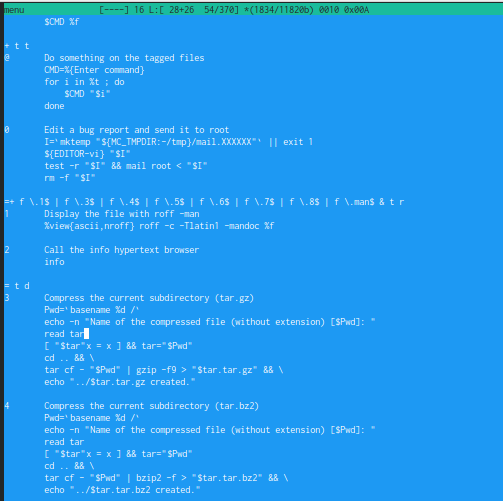 menu [----] 16 L:[ 28+26 54/370] *(1834/11820b) 0010 0x00A
$CMD %f
+ t t
@ Do something on the tagged files
CMD=%{Enter command}
for i in %t ; do
$CMD "$i"
done
0 Edit a bug report and send it to root
I=`mktemp "${MC_TMPDIR:-/tmp}/mail.XXXXXX"` || exit 1
${EDITOR-vi} "$I"
test -r "$I" && mail root < "$I"
rm -f "$I"
=+ f \.1$ | f \.3$ | f \.4$ | f \.5$ | f \.6$ | f \.7$ | f \.8$ | f \.man$ & t r
1 Display the file with roff -man
%view{ascii,nroff} roff -c -Tlatin1 -mandoc %f
2 Call the info hypertext browser
info
= t d
3 Compress the current subdirectory (tar.gz)
Pwd=`basename %d /`
echo -n "Name of the compressed file (without extension) [$Pwd]: "
read tar
[ "$tar"x = x ] && tar="$Pwd"
cd .. && \
tar cf - "$Pwd" | gzip -f9 > "$tar.tar.gz" && \
echo "../$tar.tar.gz created."
4 Compress the current subdirectory (tar.bz2)
Pwd=`basename %d /`
echo -n "Name of the compressed file (without extension) [$Pwd]: "
read tar
[ "$tar"x = x ] && tar="$Pwd"
cd .. && \
tar cf - "$Pwd" | bzip2 -f > "$tar.tar.bz2" && \
echo "../$tar.tar.bz2 created."